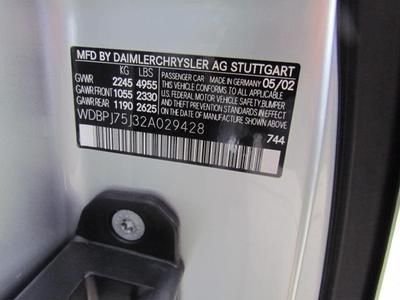 MFD BY DAIMLERCHRYSLER AG STUTTGART
KG LBS PASSENGER CAR MADE IN GERMANY 05/02
GVWR 2245 4955 THIS VEHICLE CONFORMS TO ALL APPLICABLE
GAWR FRONT 1055 2330 U.S. FEDERAL MOTOR VEHICLE SAFETY, BUMPER
GAWR REAR 1190 2625 AND THEFT PREVENTION STANDARDS IN EFFECT
WDBPJ75J32A029428 ON THE DATE OF MANUFACTURE SHOWN ABOVE
744